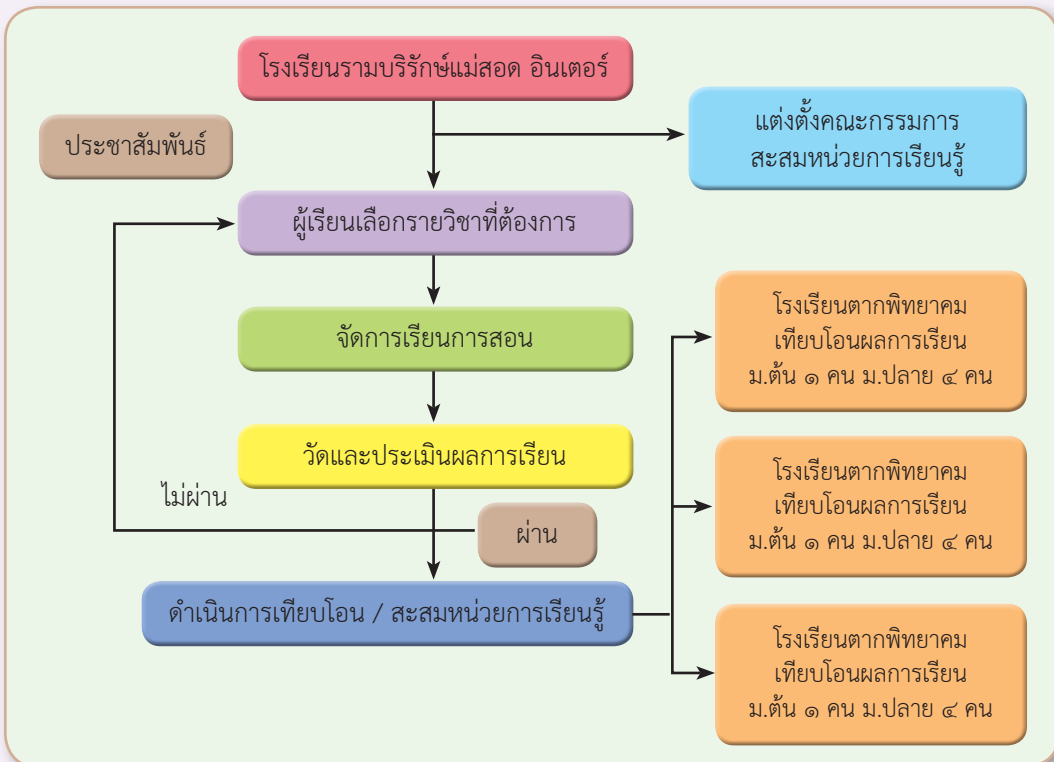 โรงเรียนรามบริรักษ์แม่สอด อินเตอร์
ประชาสัมพันธ์
แต่งตั้งคณะกรรมการ
สะสมหน่วยการเรียนรู้
ผู้เรียนเลือกรายวิชาที่ต้องการ
จัดการเรียนการสอน
วัดและประเมินผลการเรียน
ไม่ผ่าน
ผ่าน
ดำเนินการเทียบโอน / สะสมหน่วยการเรียนรู้
โรงเรียนตากพิทยาคม
เทียบโอนผลการเรียน
ม.ต้น ๑ คน ม.ปลาย ๔ คน
โรงเรียนตากพิทยาคม
เทียบโอนผลการเรียน
ม.ต้น ๑ คน ม.ปลาย ๔ คน
โรงเรียนตากพิทยาคม
เทียบโอนผลการเรียน
ม.ต้น ๑ คน ม.ปลาย ๔ คน